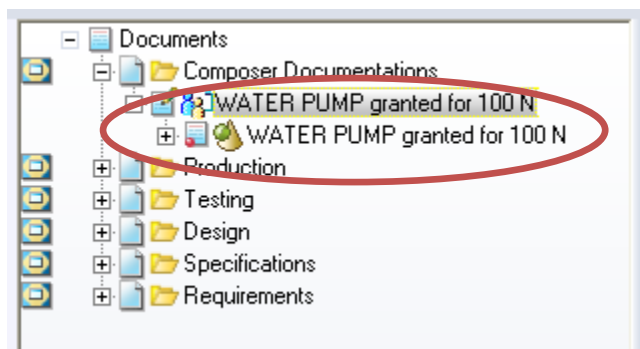 Documents
Composer Documentations
WATER PUMP granted for 100 N
WATER PUMP granted for 100 N
Production
Testing
Design
Specifications
Requirements